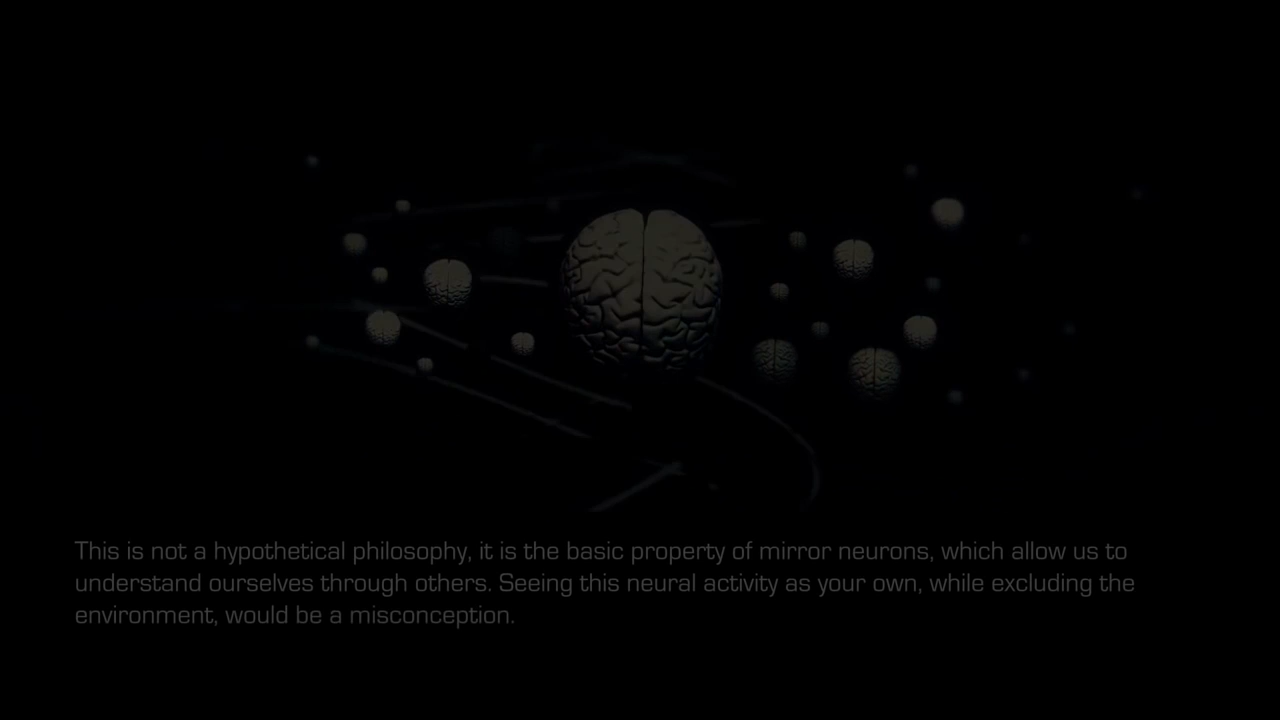 This is not a hypothetical philosophy, it is the basic property of mirror neurons, which allow us to
understand ourselves through others. Seeing this neural activity as your own, while excluding the
environment, would be a misconception.